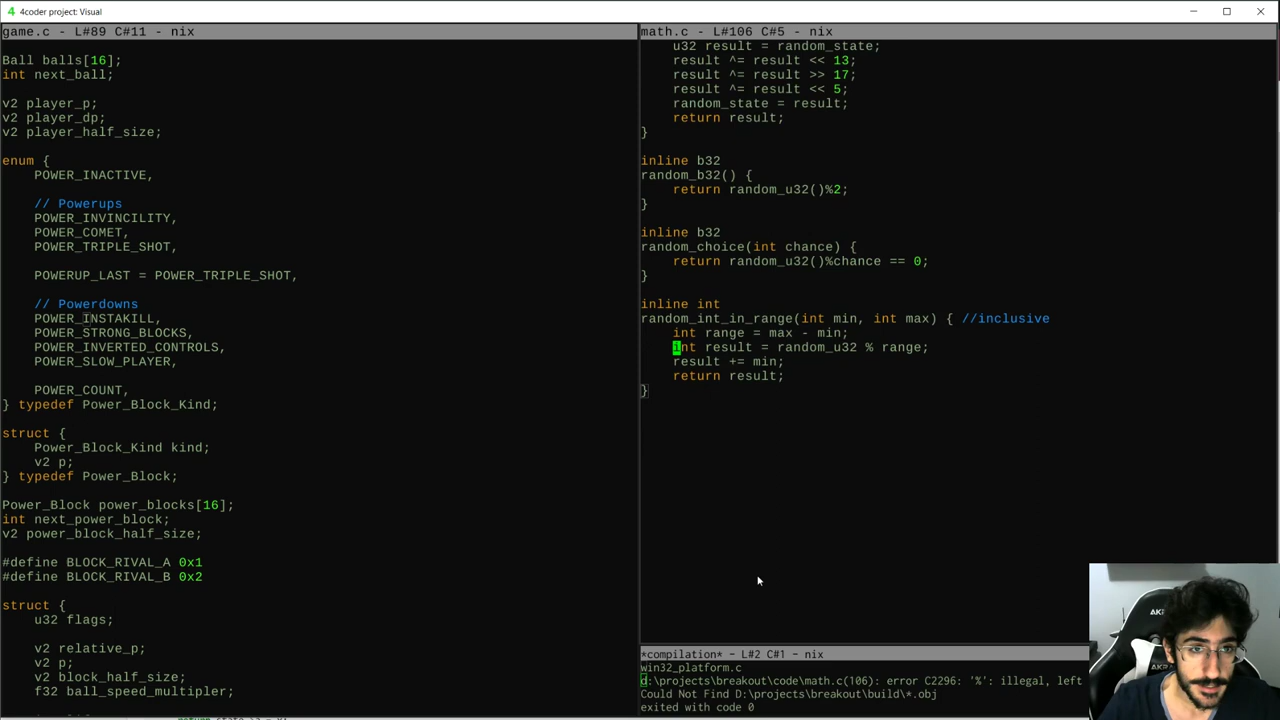 4coder project: Visual
game.c - L#89 C#11 - nix
Ball balls[16];
int next_ball;
v2 player_p;
v2 player_dp;
v2 player_half_size;
enum {
POWER_INACTIVE,
// Powerups
POWER_INVINCILITY,
POWER_COMET,
POWER_TRIPLE_SHOT,
POWERUP_LAST = POWER_TRIPLE_SHOT,
// Powerdowns
POWER_INSTAKILL,
POWER_STRONG_BLOCKS,
POWER_INVERTED_CONTROLS,
POWER_SLOW_PLAYER,
POWER_COUNT,
} typedef Power_Block_Kind;
struct {
Power_Block_Kind kind;
v2 p;
} typedef Power_Block;
Power_Block power_blocks[16];
int next_power_block;
v2 power_block_half_size;
#define BLOCK_RIVAL_A 0x1
#define BLOCK_RIVAL_B 0x2
struct {
u32 flags;
v2 relative_p;
v2 p;
v2 block_half_size;
f32 ball_speed_multipler;
math.c - L#106 C#5 - nix
u32 result = random_state;
result ^= result << 13;
result ^= result >> 17;
result ^= result << 5;
random_state = result;
return result;
}
inline b32
random_b32() {
return random_u32()%2;
}
inline b32
random_choice(int chance) {
return random_u32()%chance == 0;
}
inline int
random_int_in_range(int min, int max) { //inclusive
int range = max - min;
int result = random_u32 % range;
result += min;
return result;
}
*compilation* - L#2 C#1 - nix
win32_platform.c
d:\projects\breakout\code\math.c(106): error C2296: '%': illegal, left
Could Not Find D:\projects\breakout\build\*.obj
exited with code 0